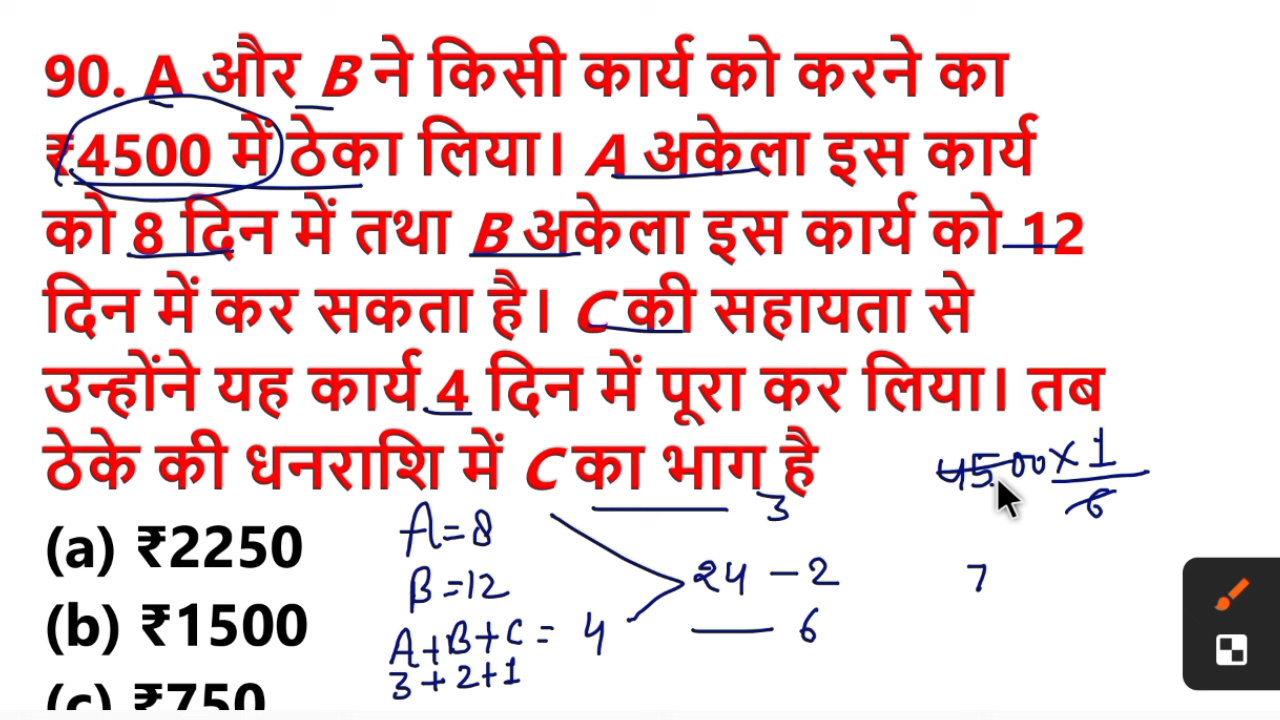 90. A और B ने किसी कार्य को करने का
₹4500 में ठेका लिया। A अकेला इस कार्य
को 8 दिन में तथा B अकेला इस कार्य को 12
दिन में कर सकता है। C की सहायता से
उन्होंने यह कार्य 4 दिन में पूरा कर लिया। तब
ठेके की धनराशि में C का भाग है
4500 × 1
6
(a) ₹2250
(b) ₹1500
(c) ₹750
A = 8
3
B = 12
24 – 2
7
A+B+C = 4
6
3+2+1